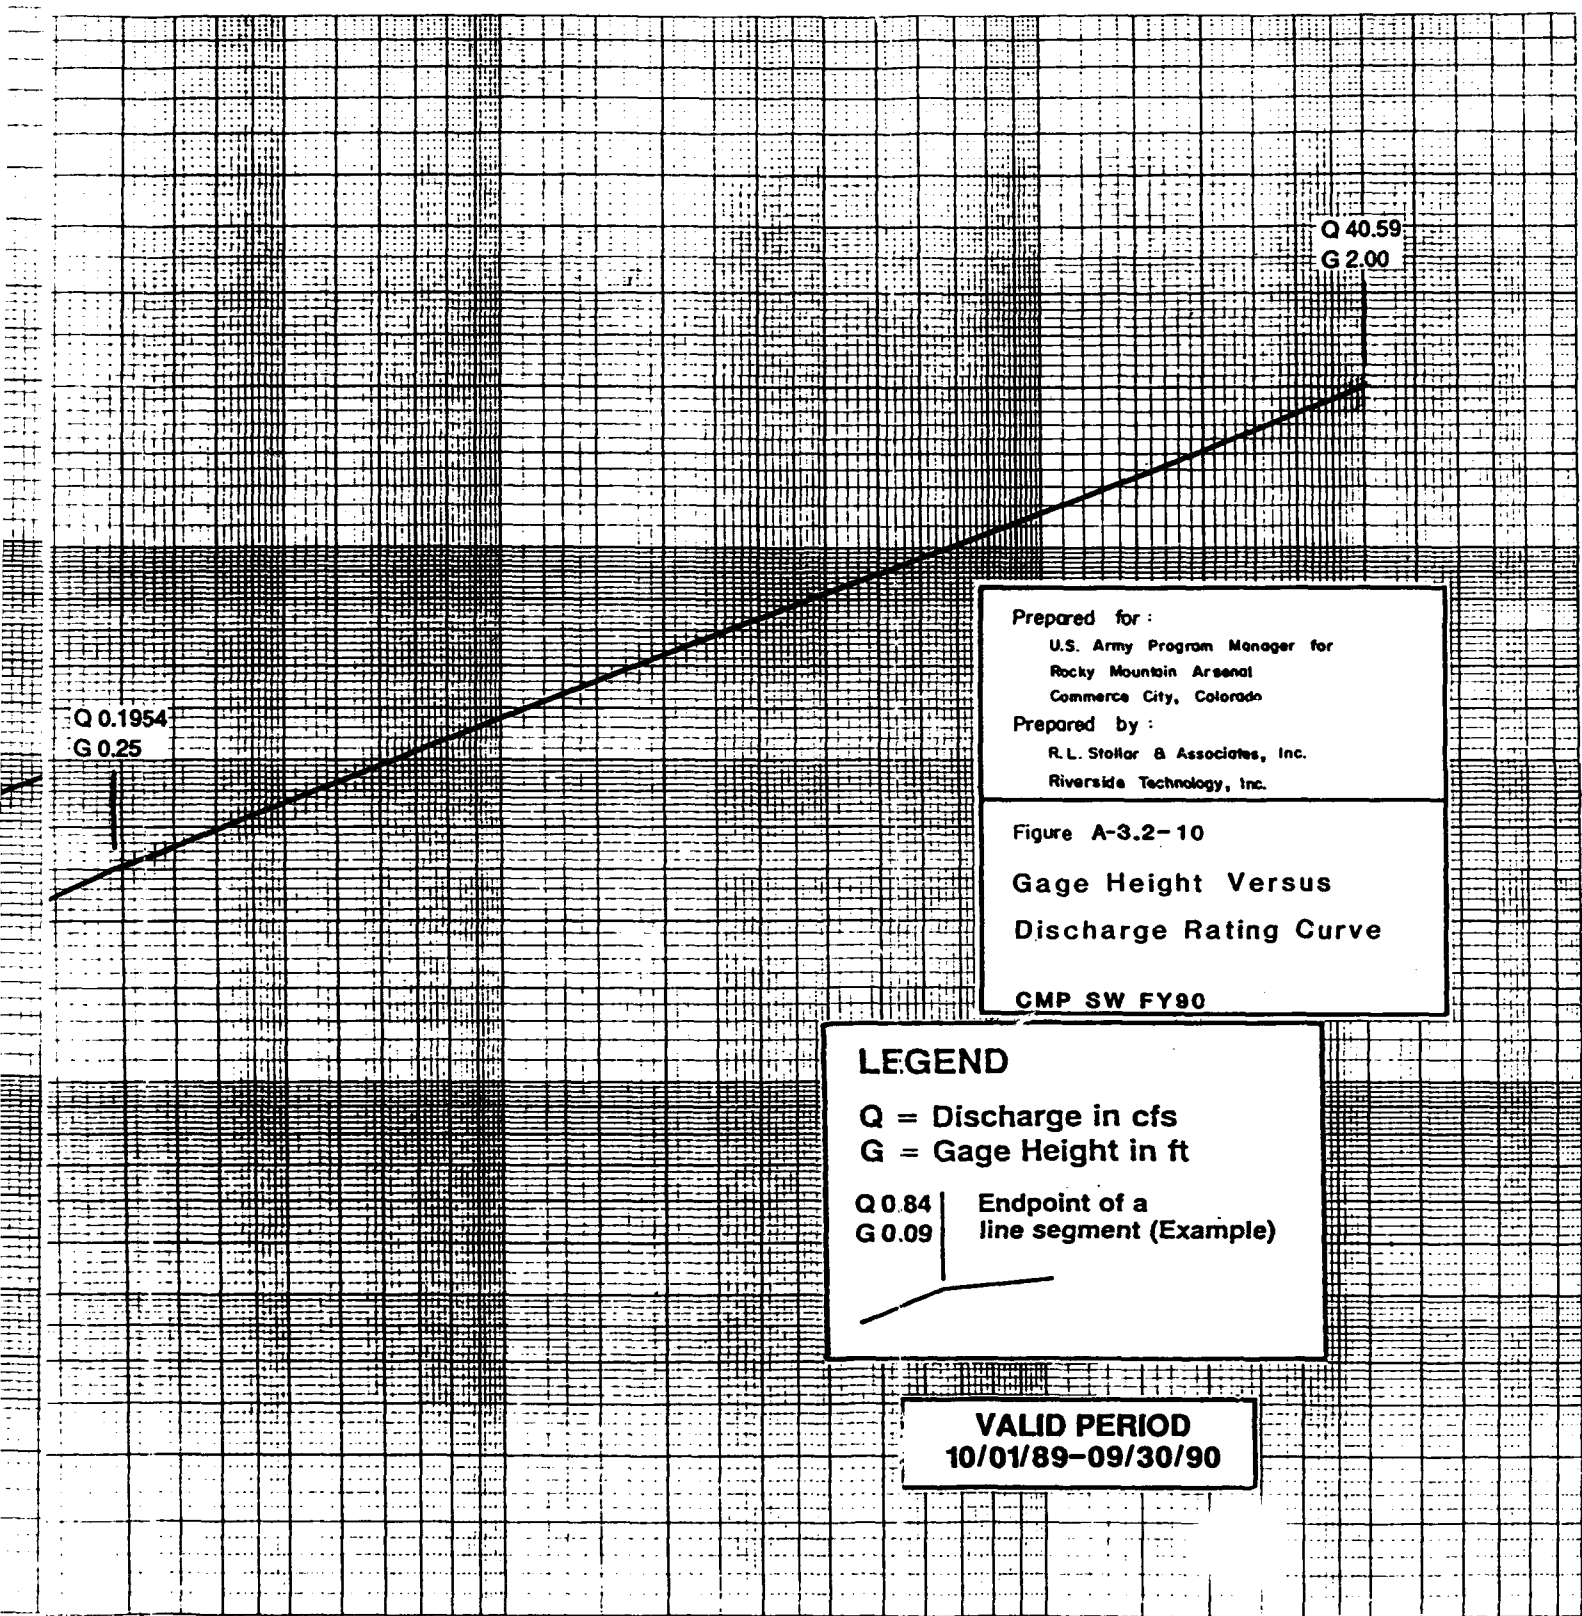 Q 40.59
G 2.00
Q 0.1954
G 0.25
Prepared for :
U.S. Army Program Manager for
Rocky Mountain Arsenal
Commerce City, Colorado
Prepared by :
R.L. Stollar & Associates, Inc.
Riverside Technology, Inc.
Figure A-3.2-10
Gage Height Versus
Discharge Rating Curve
CMP SW FY90
LEGEND
Q = Discharge in cfs
G = Gage Height in ft
Q 0.84
G 0.09
Endpoint of a
line segment (Example)
VALID PERIOD
10/01/89-09/30/90